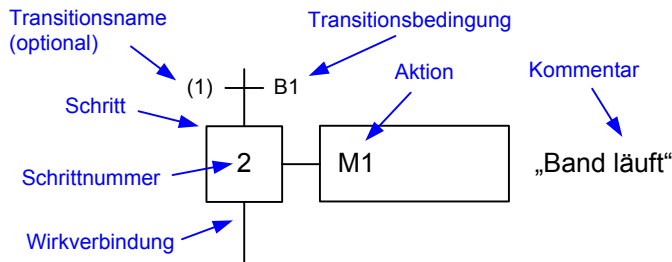 Transitionsname
(optional)
Transitionsbedingung
(1)
B1
Aktion
Kommentar
Schritt
2
M1
„Band läuft“
Schrittnummer
Wirkverbindung